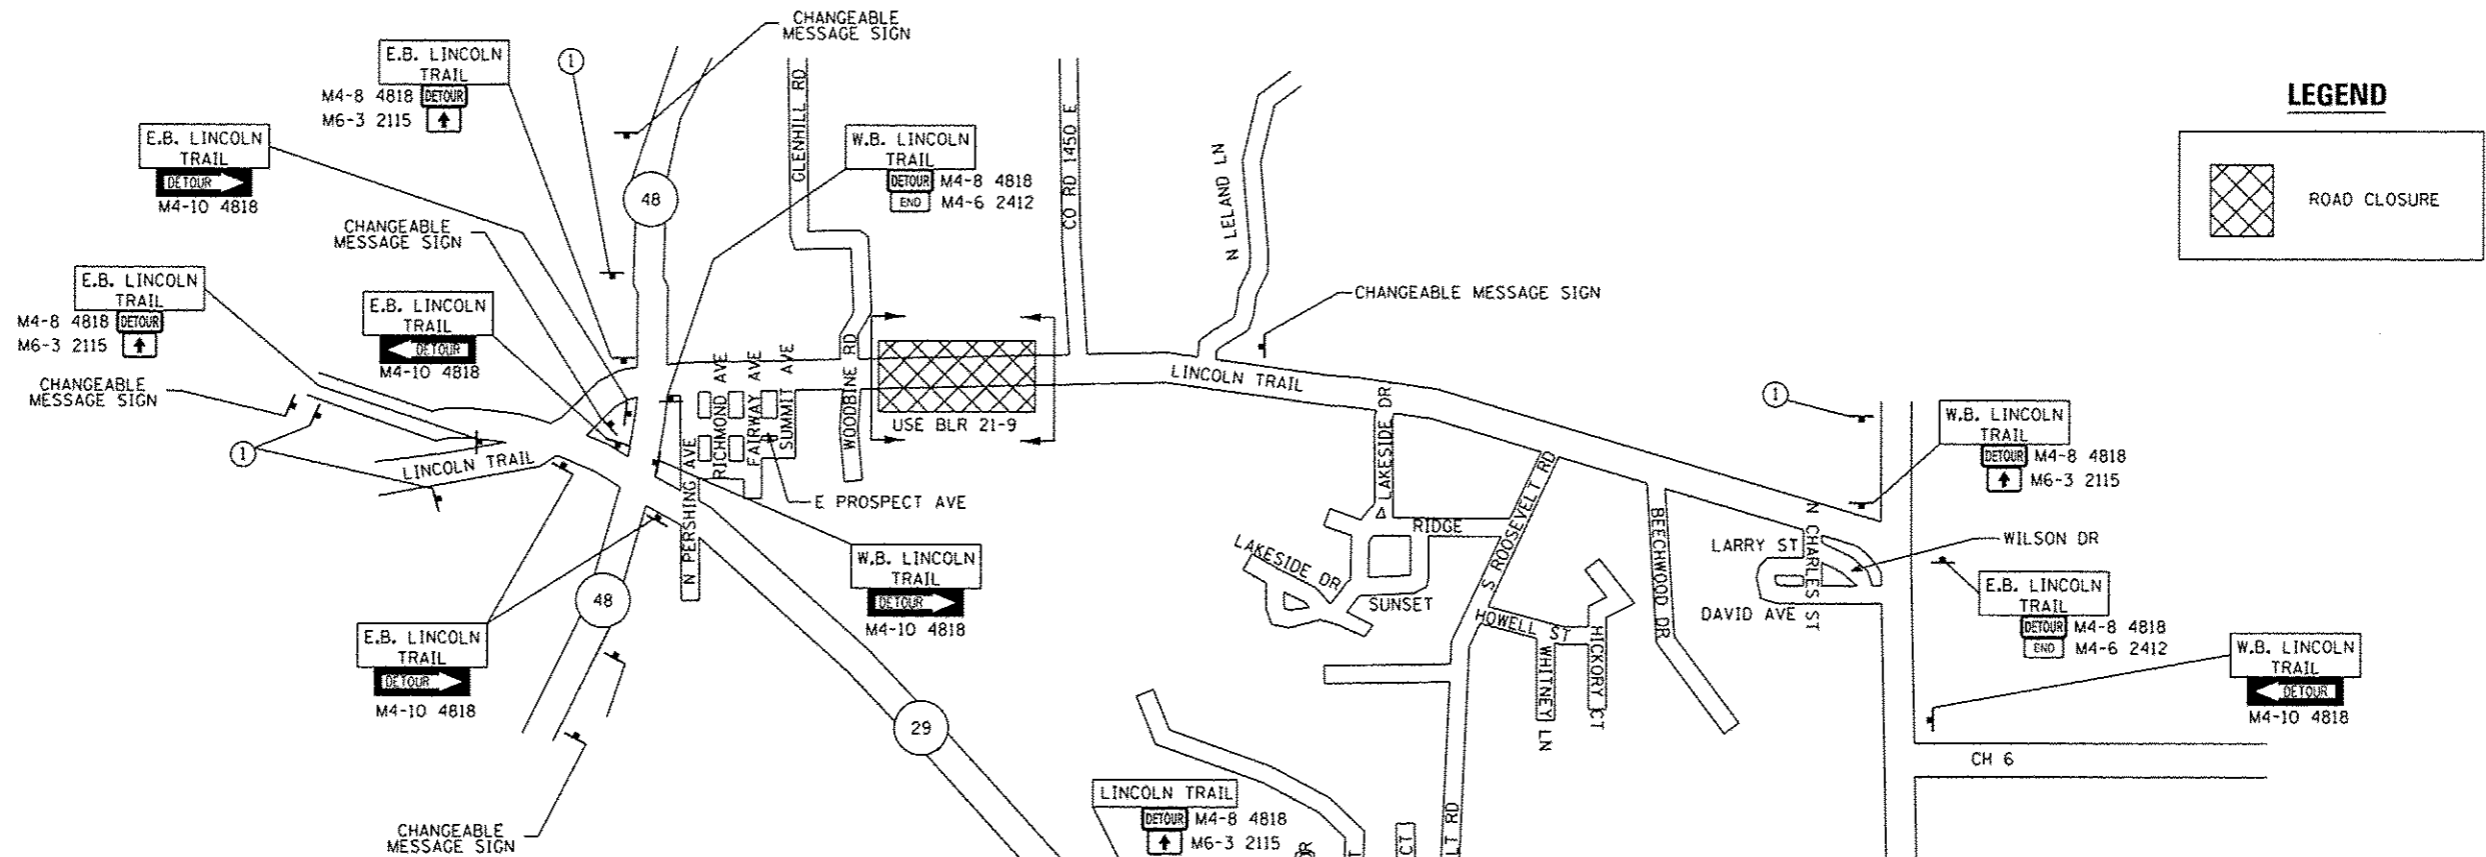 CHANGEABLE
MESSAGE SIGN
E.B. LINCOLN
TRAIL
M4-8 4818 DETOUR
M6-3 2115
1
E.B. LINCOLN
TRAIL
DETOUR
M4-10 4818
CHANGEABLE
MESSAGE SIGN
48
GLENHILL RD
W.B. LINCOLN
TRAIL
DETOUR M4-8 4818
END M4-6 2412
CO RD 1450 E
N LELAND LN
LEGEND
ROAD CLOSURE
E.B. LINCOLN
TRAIL
M4-8 4818 DETOUR
M6-3 2115
E.B. LINCOLN
TRAIL
DETOUR
M4-10 4818
CHANGEABLE
MESSAGE SIGN
1
LINCOLN TRAIL
RICHMOND AVE
FAIRWAY AVE
SUMMIT AVE
WOODBINE RD
USE BLR 21-9
CHANGEABLE MESSAGE SIGN
LINCOLN TRAIL
N PERSHING AVE
E PROSPECT AVE
LAKESIDE DR
RIDGE
LAKESIDE DR
SUNSET
S ROOSEVELT RD
HOWELL ST
WHITNEY LN
HICKORY CT
BEECHWOOD DR
1
W.B. LINCOLN
TRAIL
DETOUR M4-8 4818
M6-3 2115
N CHARLES ST
LARRY ST
WILSON DR
DAVID AVE
E.B. LINCOLN
TRAIL
DETOUR M4-8 4818
END M4-6 2412
W.B. LINCOLN
TRAIL
DETOUR
M4-10 4818
CH 6
W.B. LINCOLN
TRAIL
DETOUR
M4-10 4818
48
E.B. LINCOLN
TRAIL
DETOUR
M4-10 4818
29
CHANGEABLE
MESSAGE SIGN
LINCOLN TRAIL
DETOUR M4-8 4818
M6-3 2115
CT
LT RD